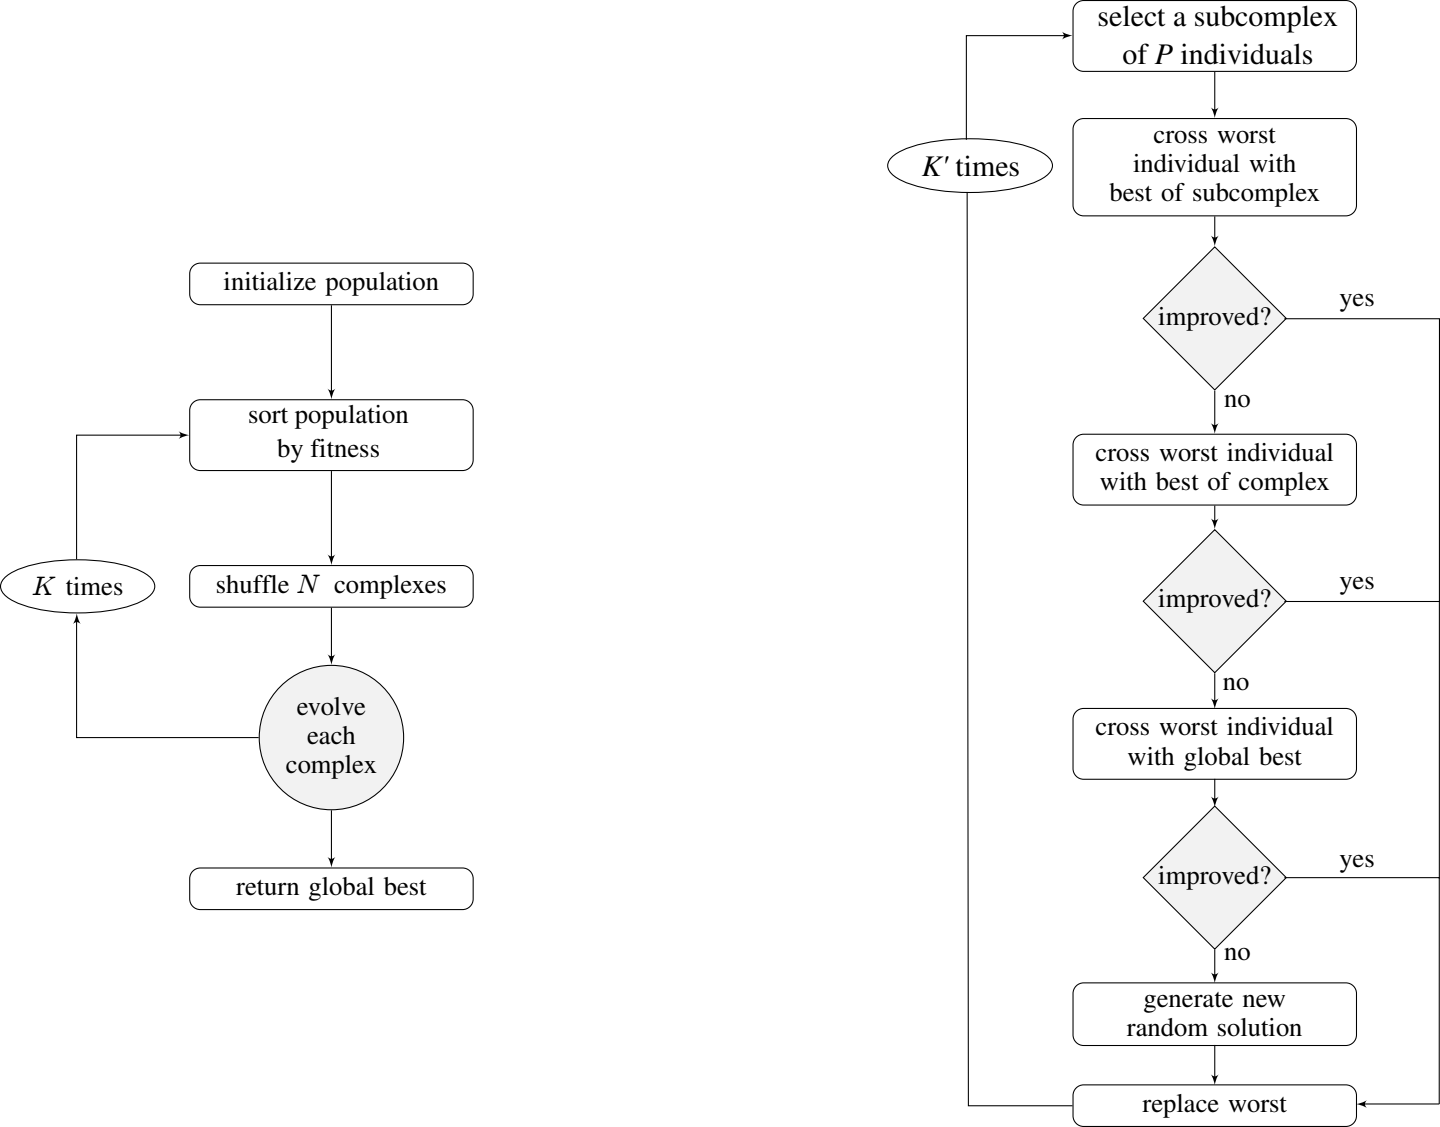 initialize population
sort population
by fitness
K times
shuffle N complexes
evolve
each
complex
return global best
select a subcomplex
of P individuals
K' times
cross worst
individual with
best of subcomplex
improved?
yes
no
cross worst individual
with best of complex
improved?
yes
no
cross worst individual
with global best
improved?
yes
no
generate new
random solution
replace worst